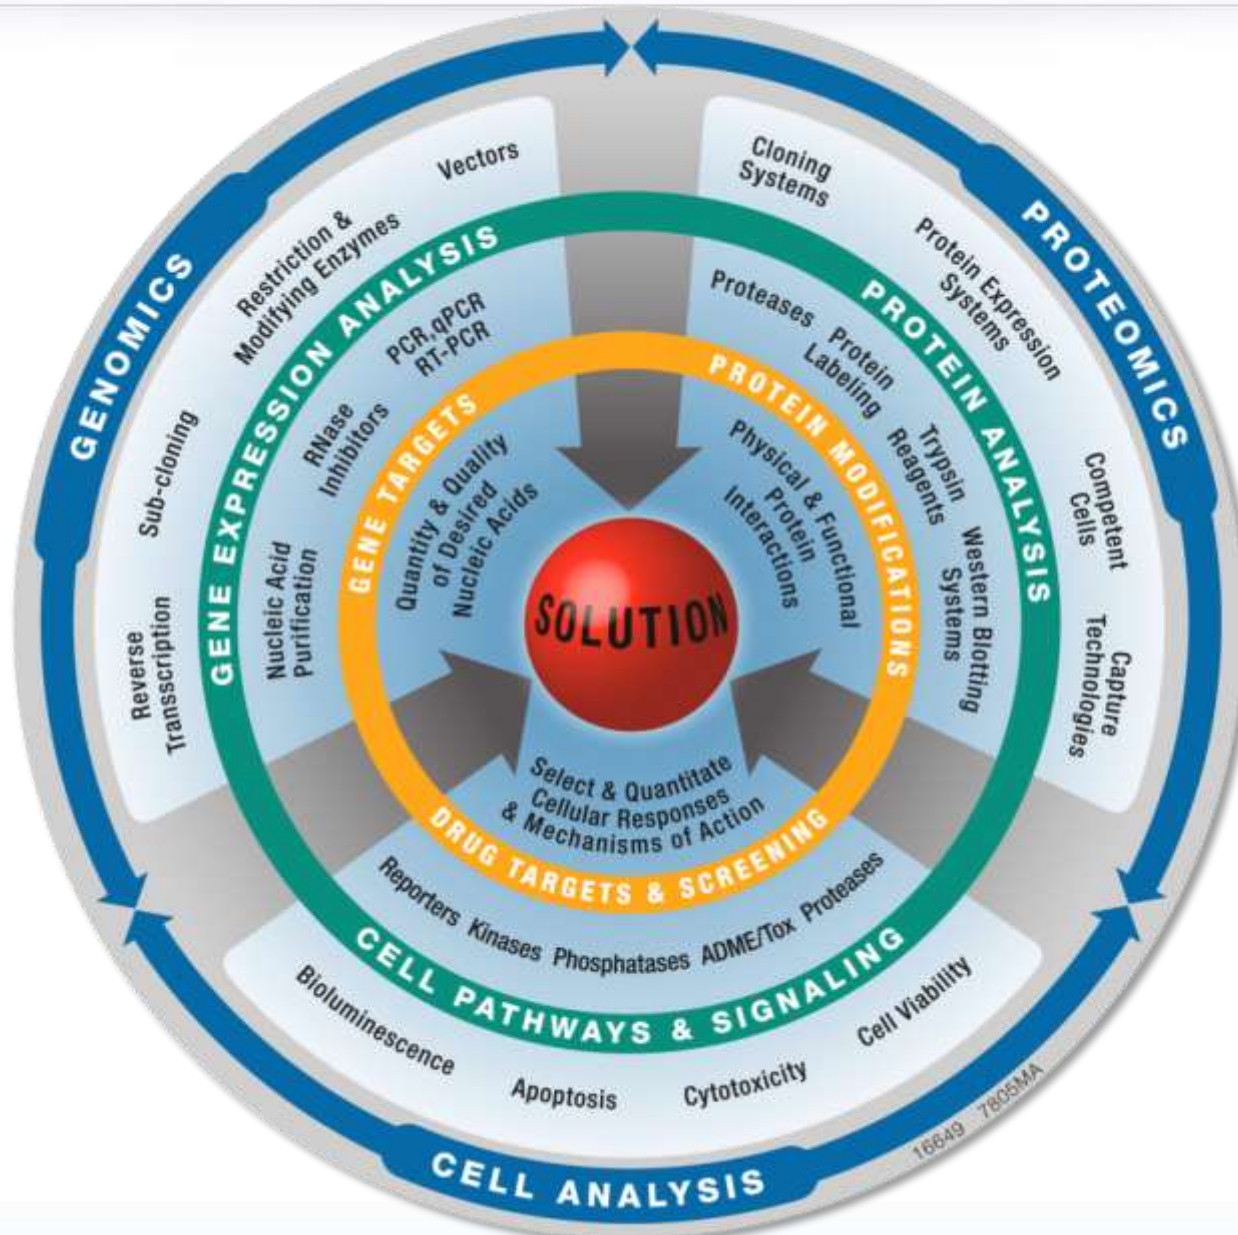 GENOMICS
Vectors
Restriction &
Modifying Enzymes
Sub-cloning
Reverse
Transscription
GENE EXPRESSION ANALYSIS
PCR,qPCR
RT-PCR
RNase
Inhibitors
Nucleic Acid
Purification
GENE TARGETS
Quantity & Quality
of Desired
Nucleic Acids
PROTEOMICS
Cloning
Systems
Protein Expression
Systems
Competent
Cells
Capture
Technologies
PROTEIN ANALYSIS
Proteases
Protein
Labeling
Trypsin
Reagents
Western Blotting
Systems
PROTEIN MODIFICATIONS
Physical & Functional
Protein
Interactions
SOLUTION
Select & Quantitate
Cellular Responses
& Mechanisms of Action
DRUG TARGETS & SCREENING
Reporters
Kinases
Phosphatases
ADME/Tox
Proteases
CELL PATHWAYS & SIGNALING
Bioluminescence
Apoptosis
Cytotoxicity
Cell Viability
CELL ANALYSIS
16649 7805MA